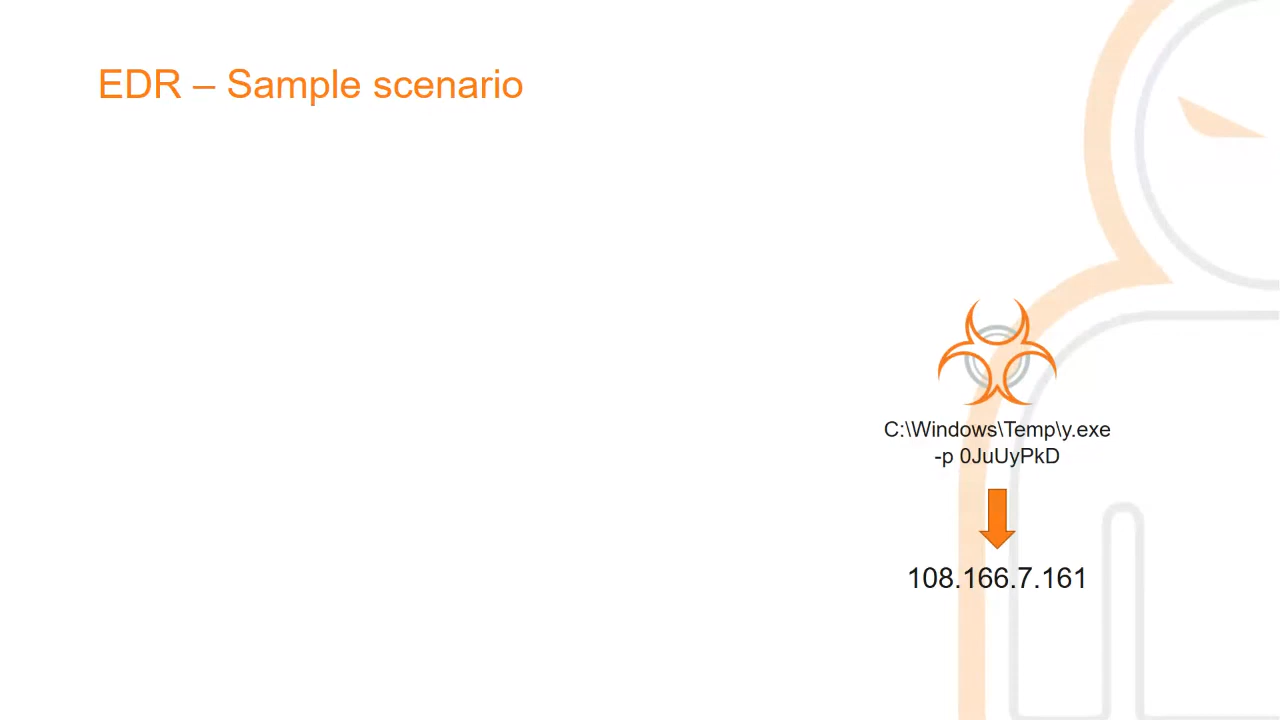 EDR – Sample scenario
C:\Windows\Temp\y.exe
-p 0JuUyPkD
108.166.7.161